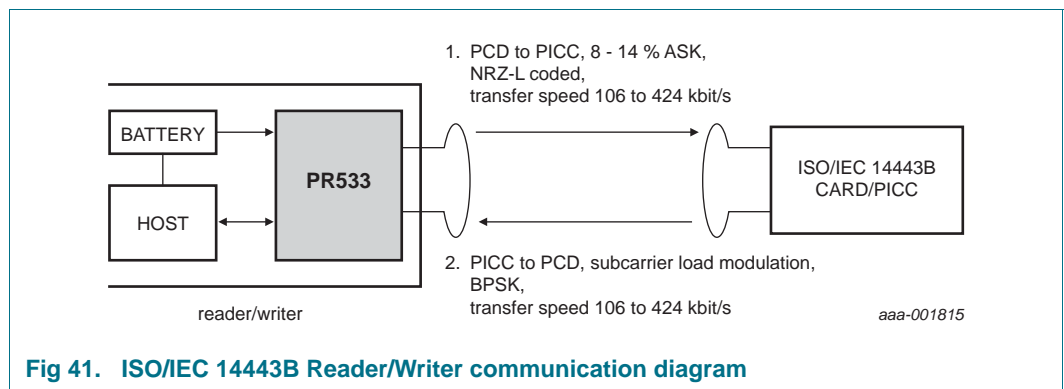 1. PCD to PICC, 8 - 14 % ASK,
NRZ-L coded,
transfer speed 106 to 424 kbit/s
BATTERY
HOST
PR533
ISO/IEC 14443B
CARD/PICC
2. PICC to PCD, subcarrier load modulation,
BPSK,
transfer speed 106 to 424 kbit/s
reader/writer
aaa-001815
Fig 41. ISO/IEC 14443B Reader/Writer communication diagram